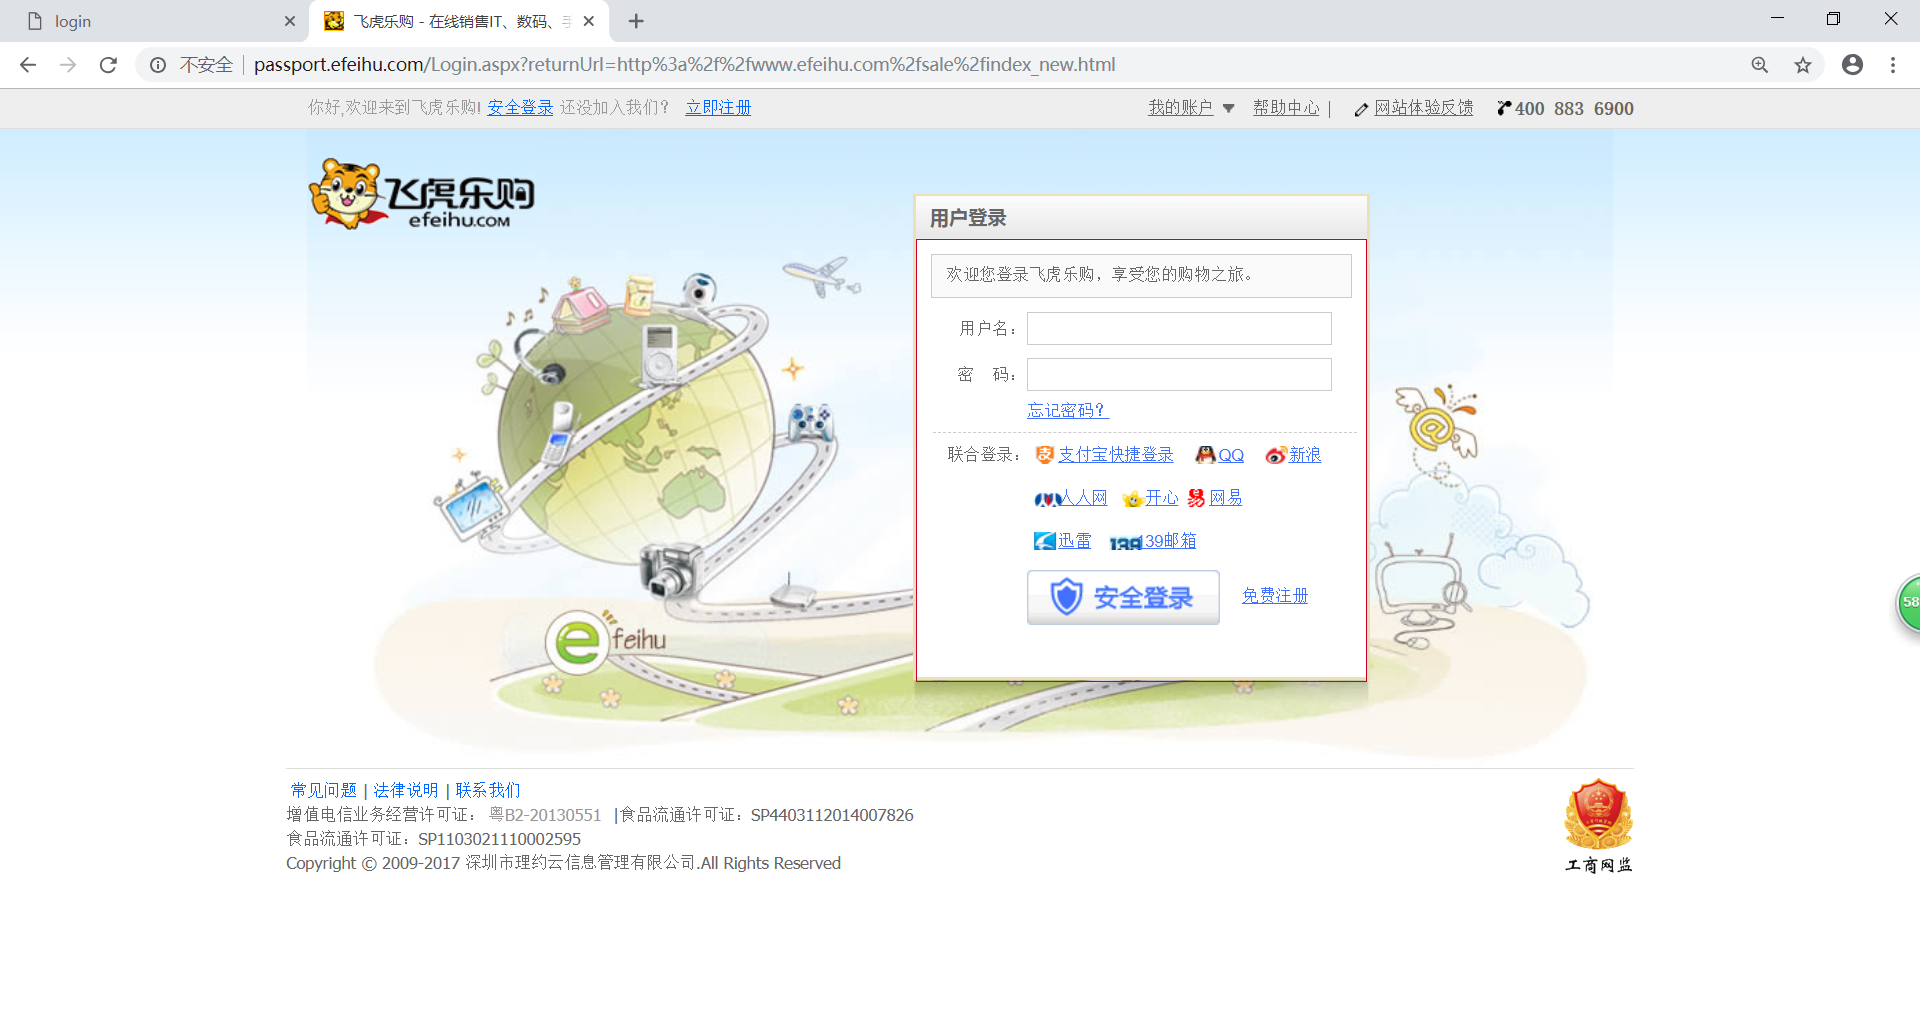 login
飞虎乐购 - 在线销售IT、数码、
不安全 passport.efeihu.com/Login.aspx?returnUrl=http%3a%2f%2fwww.efeihu.com%2fsale%2findex_new.html
你好,欢迎来到飞虎乐购! 安全登录 还没加入我们? 立即注册
我的账户 帮助中心 | 网站体验反馈 400 883 6900
飞虎乐购
efeihu.com
用户登录
欢迎您登录飞虎乐购，享受您的购物之旅。
用户名：
密 码：
忘记密码？
联合登录： 支付宝快捷登录 QQ 新浪
人人网 开心 网易
迅雷 139邮箱
安全登录 免费注册
efeihu
58
常见问题 | 法律说明 | 联系我们
增值电信业务经营许可证： 粤B2-20130551 |食品流通许可证：SP4403112014007826
食品流通许可证：SP1103021110002595
Copyright © 2009-2017 深圳市理约云信息管理有限公司.All Rights Reserved
工商网监